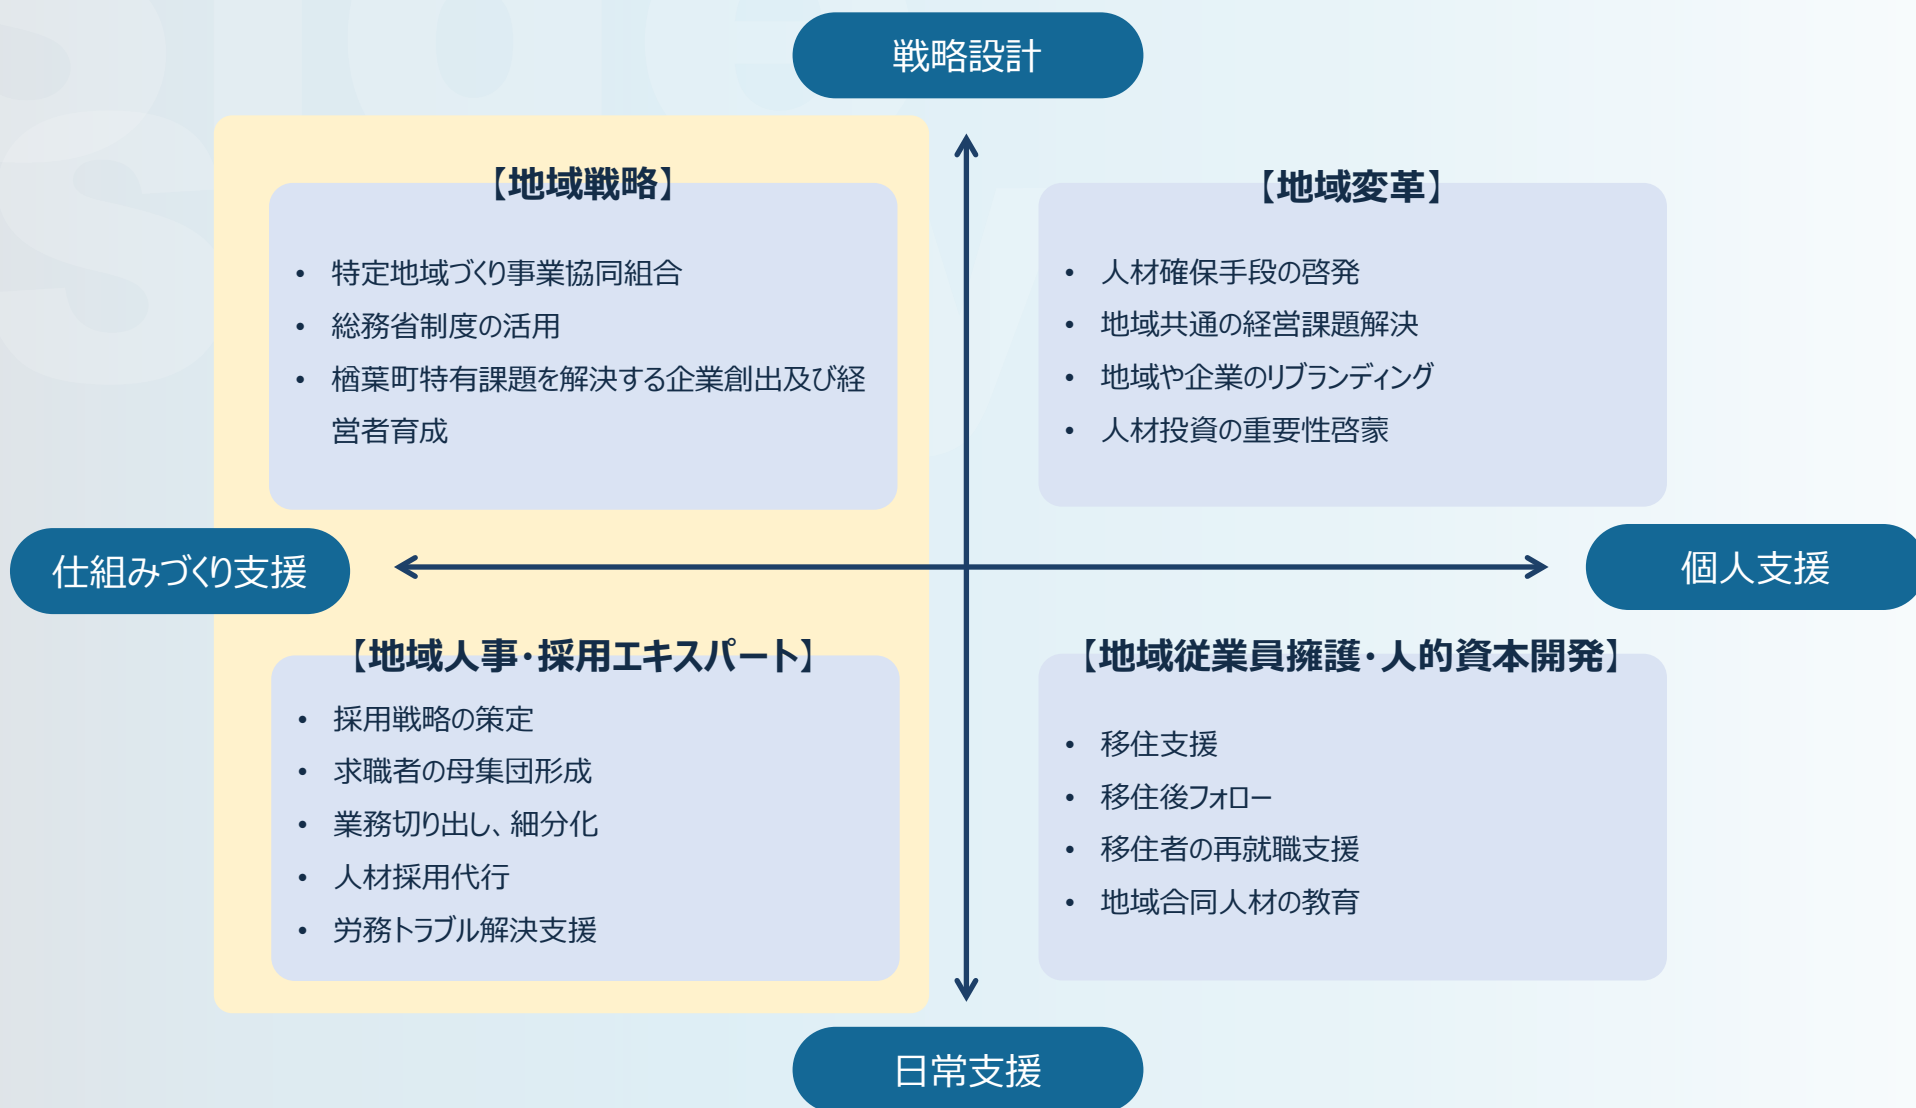 戦略設計
【地域戦略】
・ 特定地域づくり事業協同組合
・ 総務省制度の活用
・ 楢葉町特有課題を解決する企業創出及び経
営者育成
【地域変革】
・ 人材確保手段の啓発
・ 地域共通の経営課題解決
・ 地域や企業のリブランディング
・ 人材投資の重要性啓蒙
仕組みづくり支援
個人支援
【地域人事・採用エキスパート】
・ 採用戦略の策定
・ 求職者の母集団形成
・ 業務切り出し、細分化
・ 人材採用代行
・ 労務トラブル解決支援
【地域従業員擁護・人的資本開発】
・ 移住支援
・ 移住後フォロー
・ 移住者の再就職支援
・ 地域合同人材の教育
日常支援